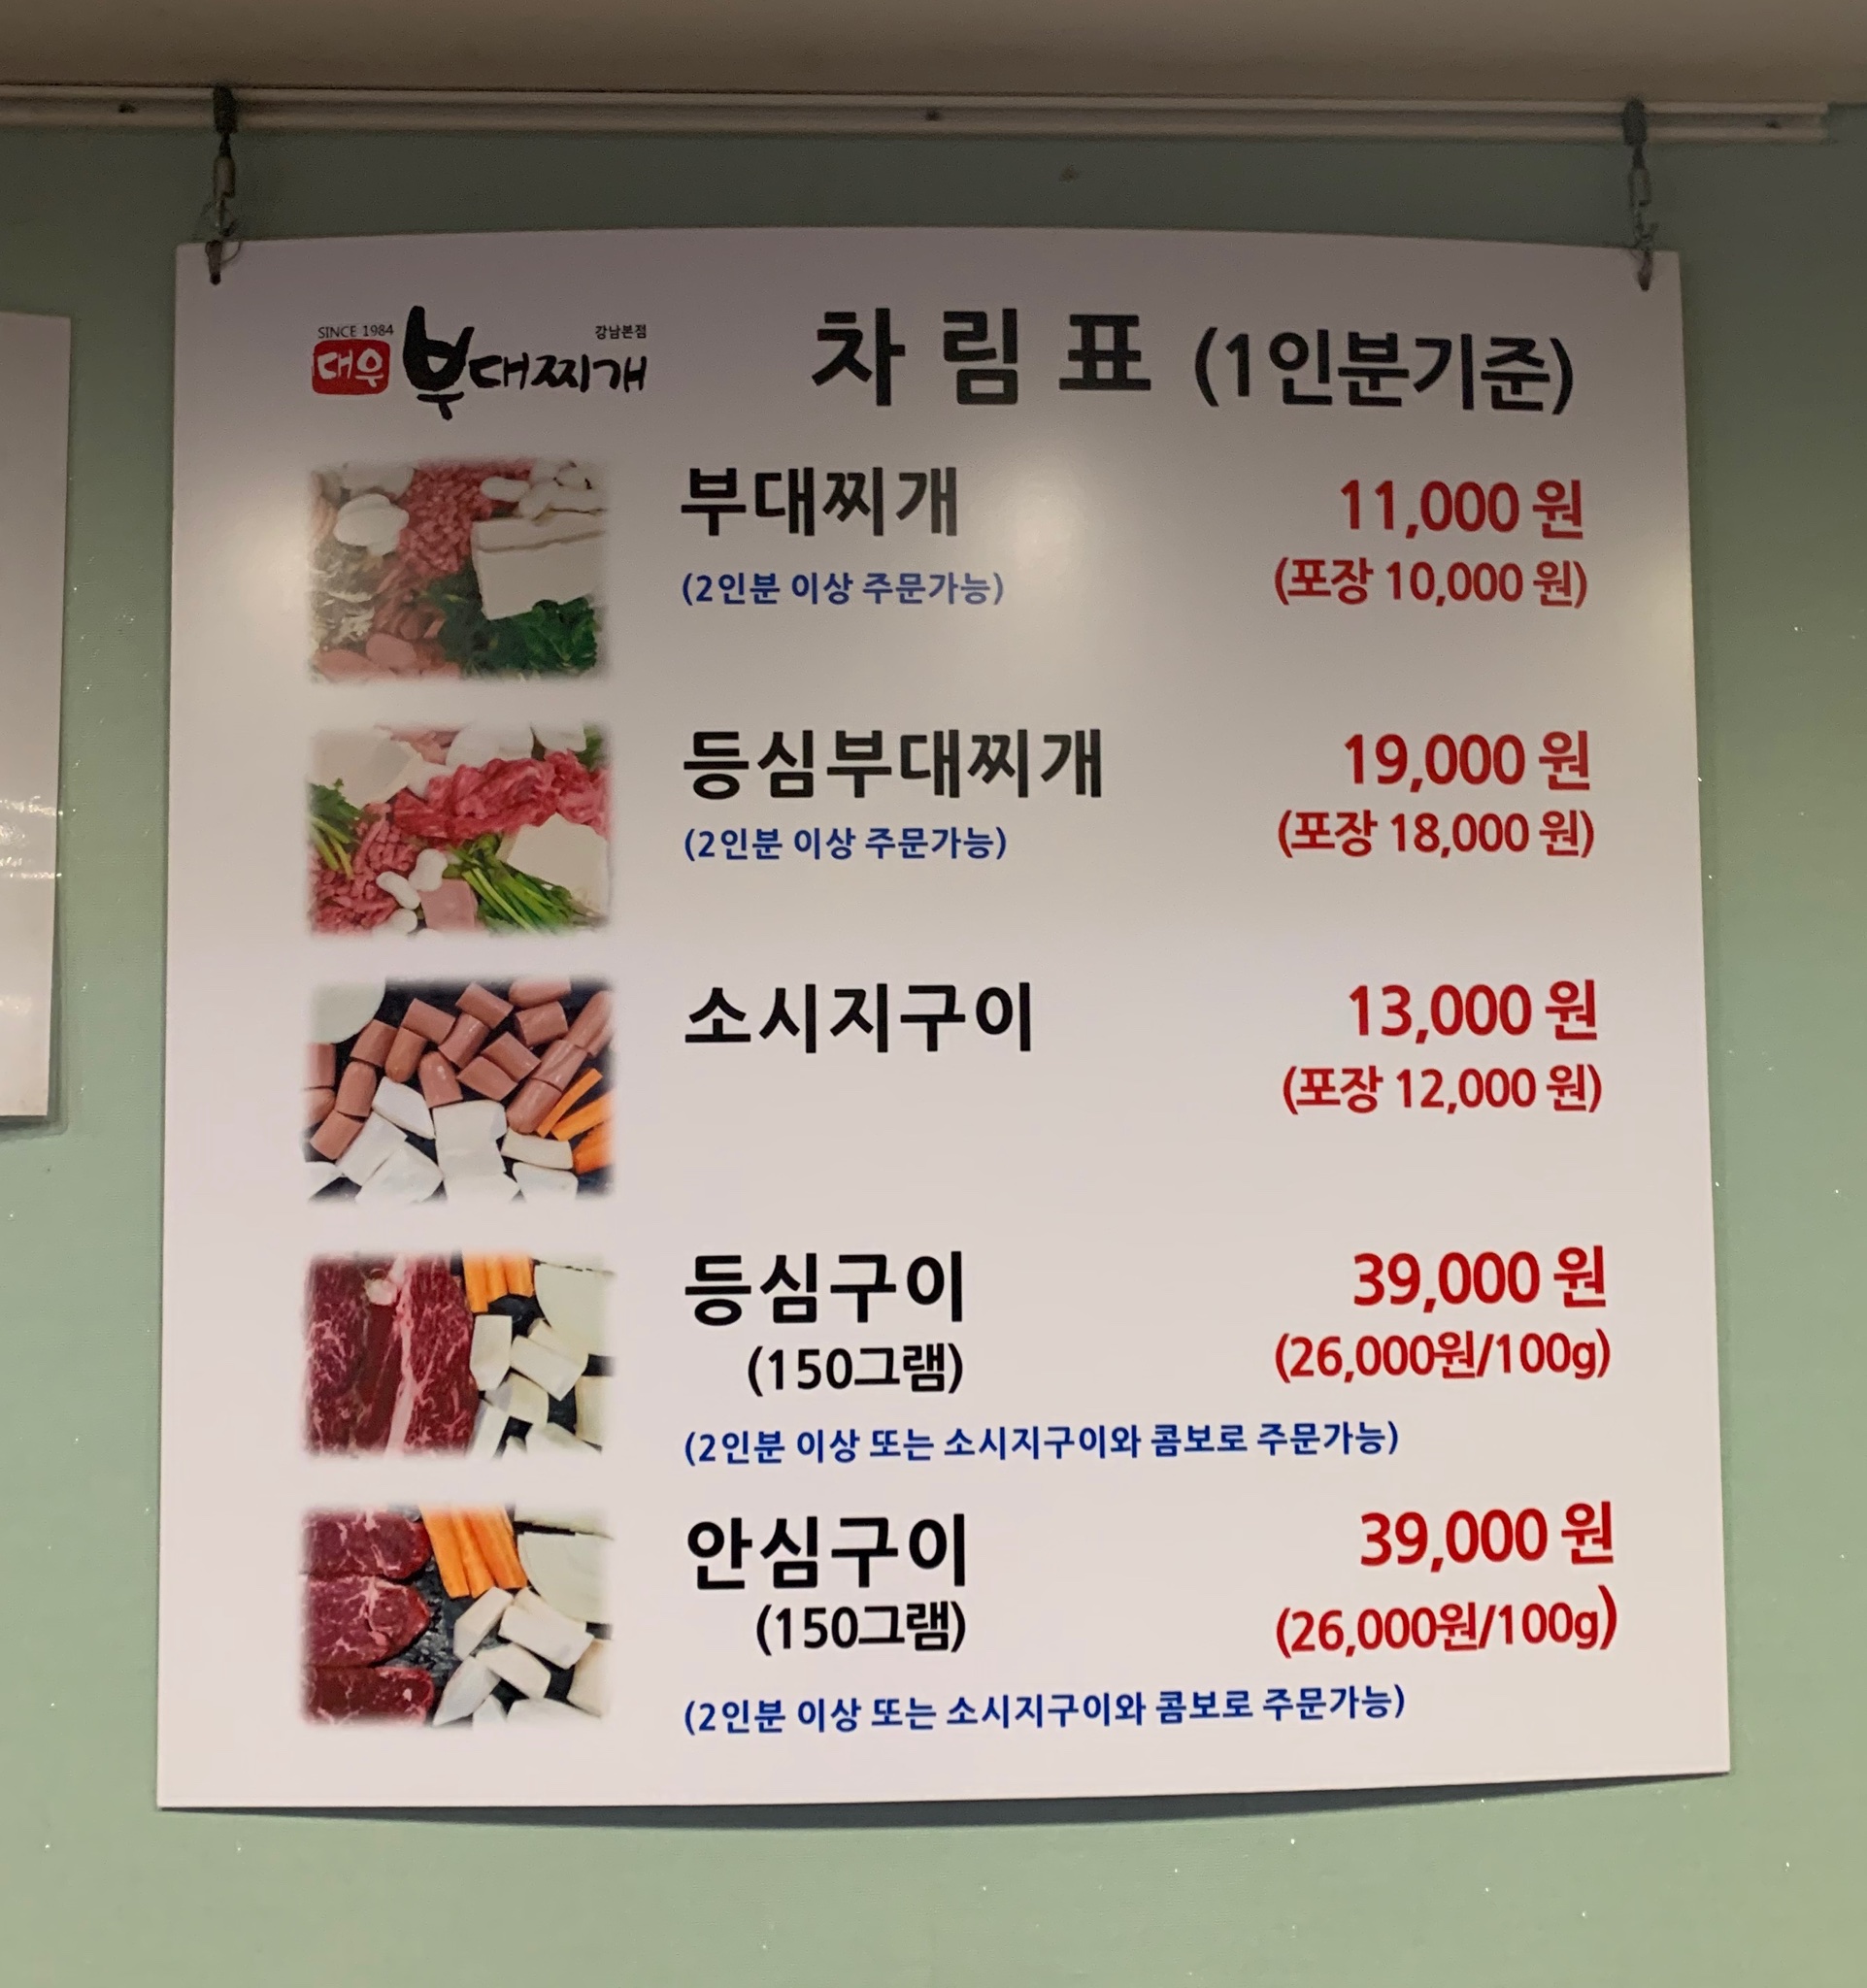 SINCE 1984
대우 부대찌개 강남본점
차림표 (1인분기준)
부대찌개 11,000 원
(2인분 이상 주문가능) (포장 10,000 원)
등심부대찌개 19,000 원
(2인분 이상 주문가능) (포장 18,000 원)
소시지구이 13,000 원
(포장 12,000 원)
등심구이 39,000 원
(150그램) (26,000원/100g)
(2인분 이상 또는 소시지구이와 콤보로 주문가능)
안심구이 39,000 원
(150그램) (26,000원/100g)
(2인분 이상 또는 소시지구이와 콤보로 주문가능)